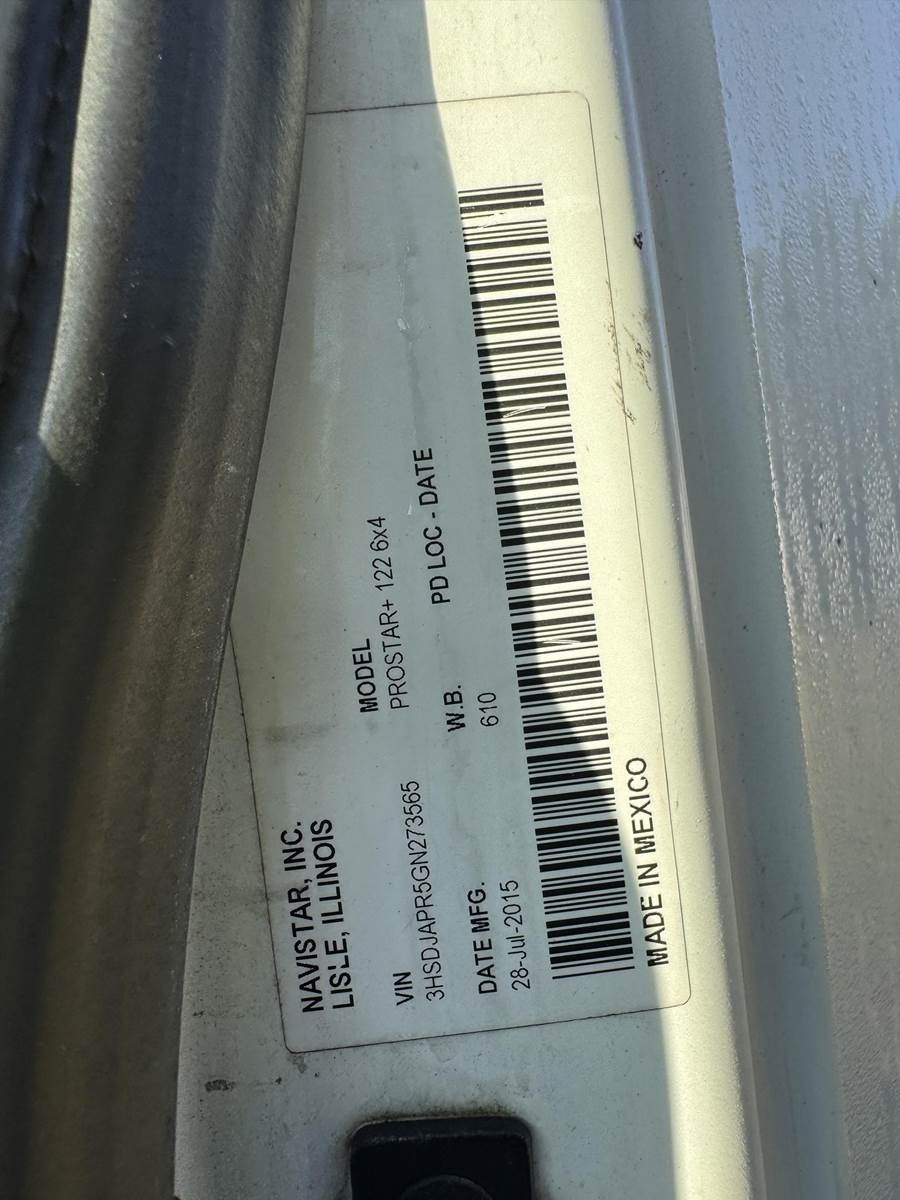 NAVISTAR, INC.
LISLE, ILLINOIS
VIN MODEL
3HSDJAPR5GN273565 PROSTAR+ 122 6x4
DATE MFG. W.B. PD LOC - DATE
28-Jul-2015 610
MADE IN MEXICO